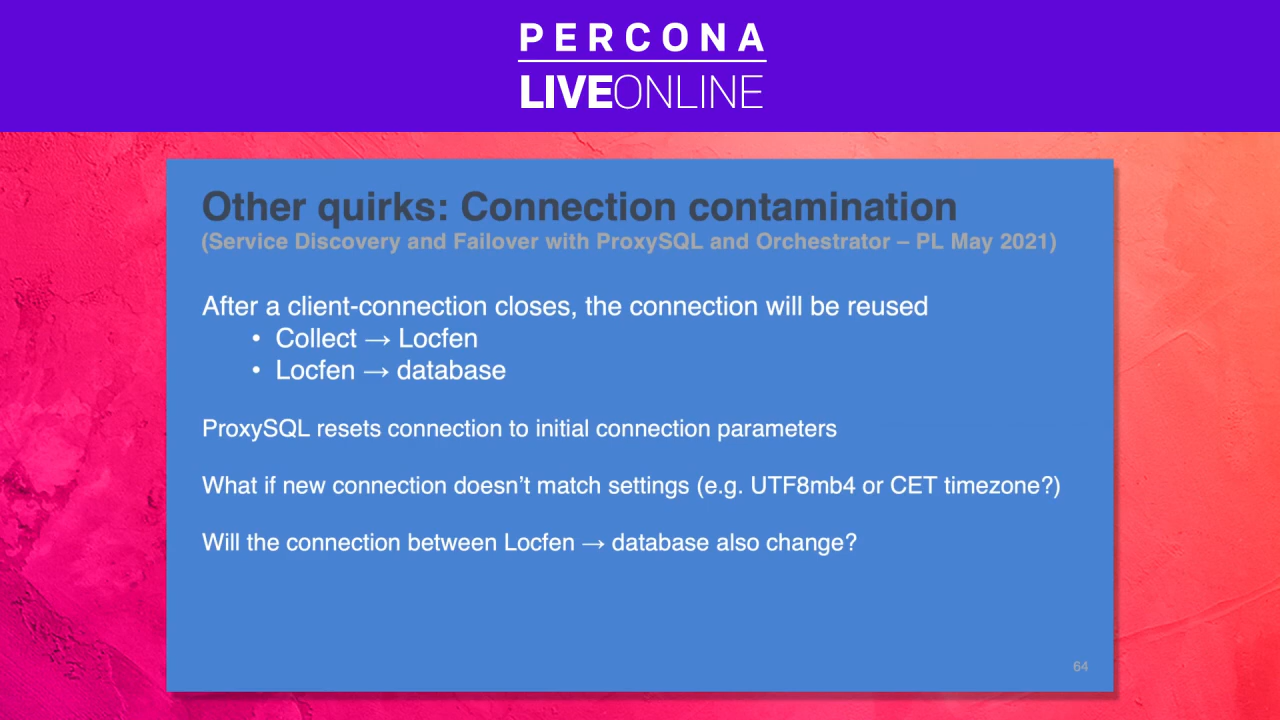 PERCONA
LIVEONLINE
Other quirks: Connection contamination
(Service Discovery and Failover with ProxySQL and Orchestrator – PL May 2021)
After a client-connection closes, the connection will be reused
• Collect → Locfen
• Locfen → database
ProxySQL resets connection to initial connection parameters
What if new connection doesn’t match settings (e.g. UTF8mb4 or CET timezone?)
Will the connection between Locfen → database also change?
64